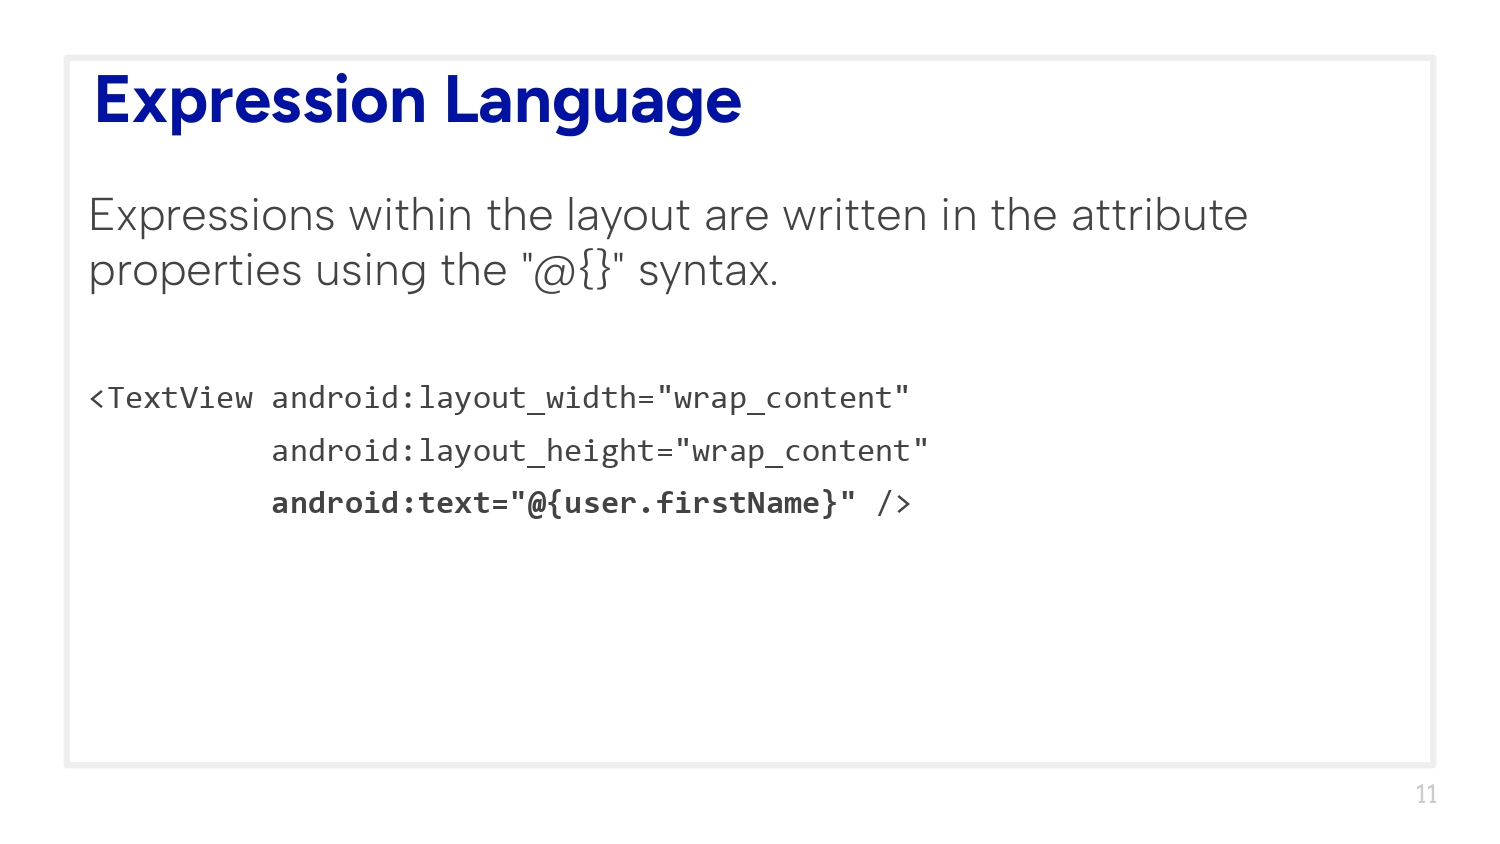 Expression Language
Expressions within the layout are written in the attribute
properties using the "@{}" syntax.
<TextView android:layout_width="wrap_content"
android:layout_height="wrap_content"
android:text="@{user.firstName}" />
11